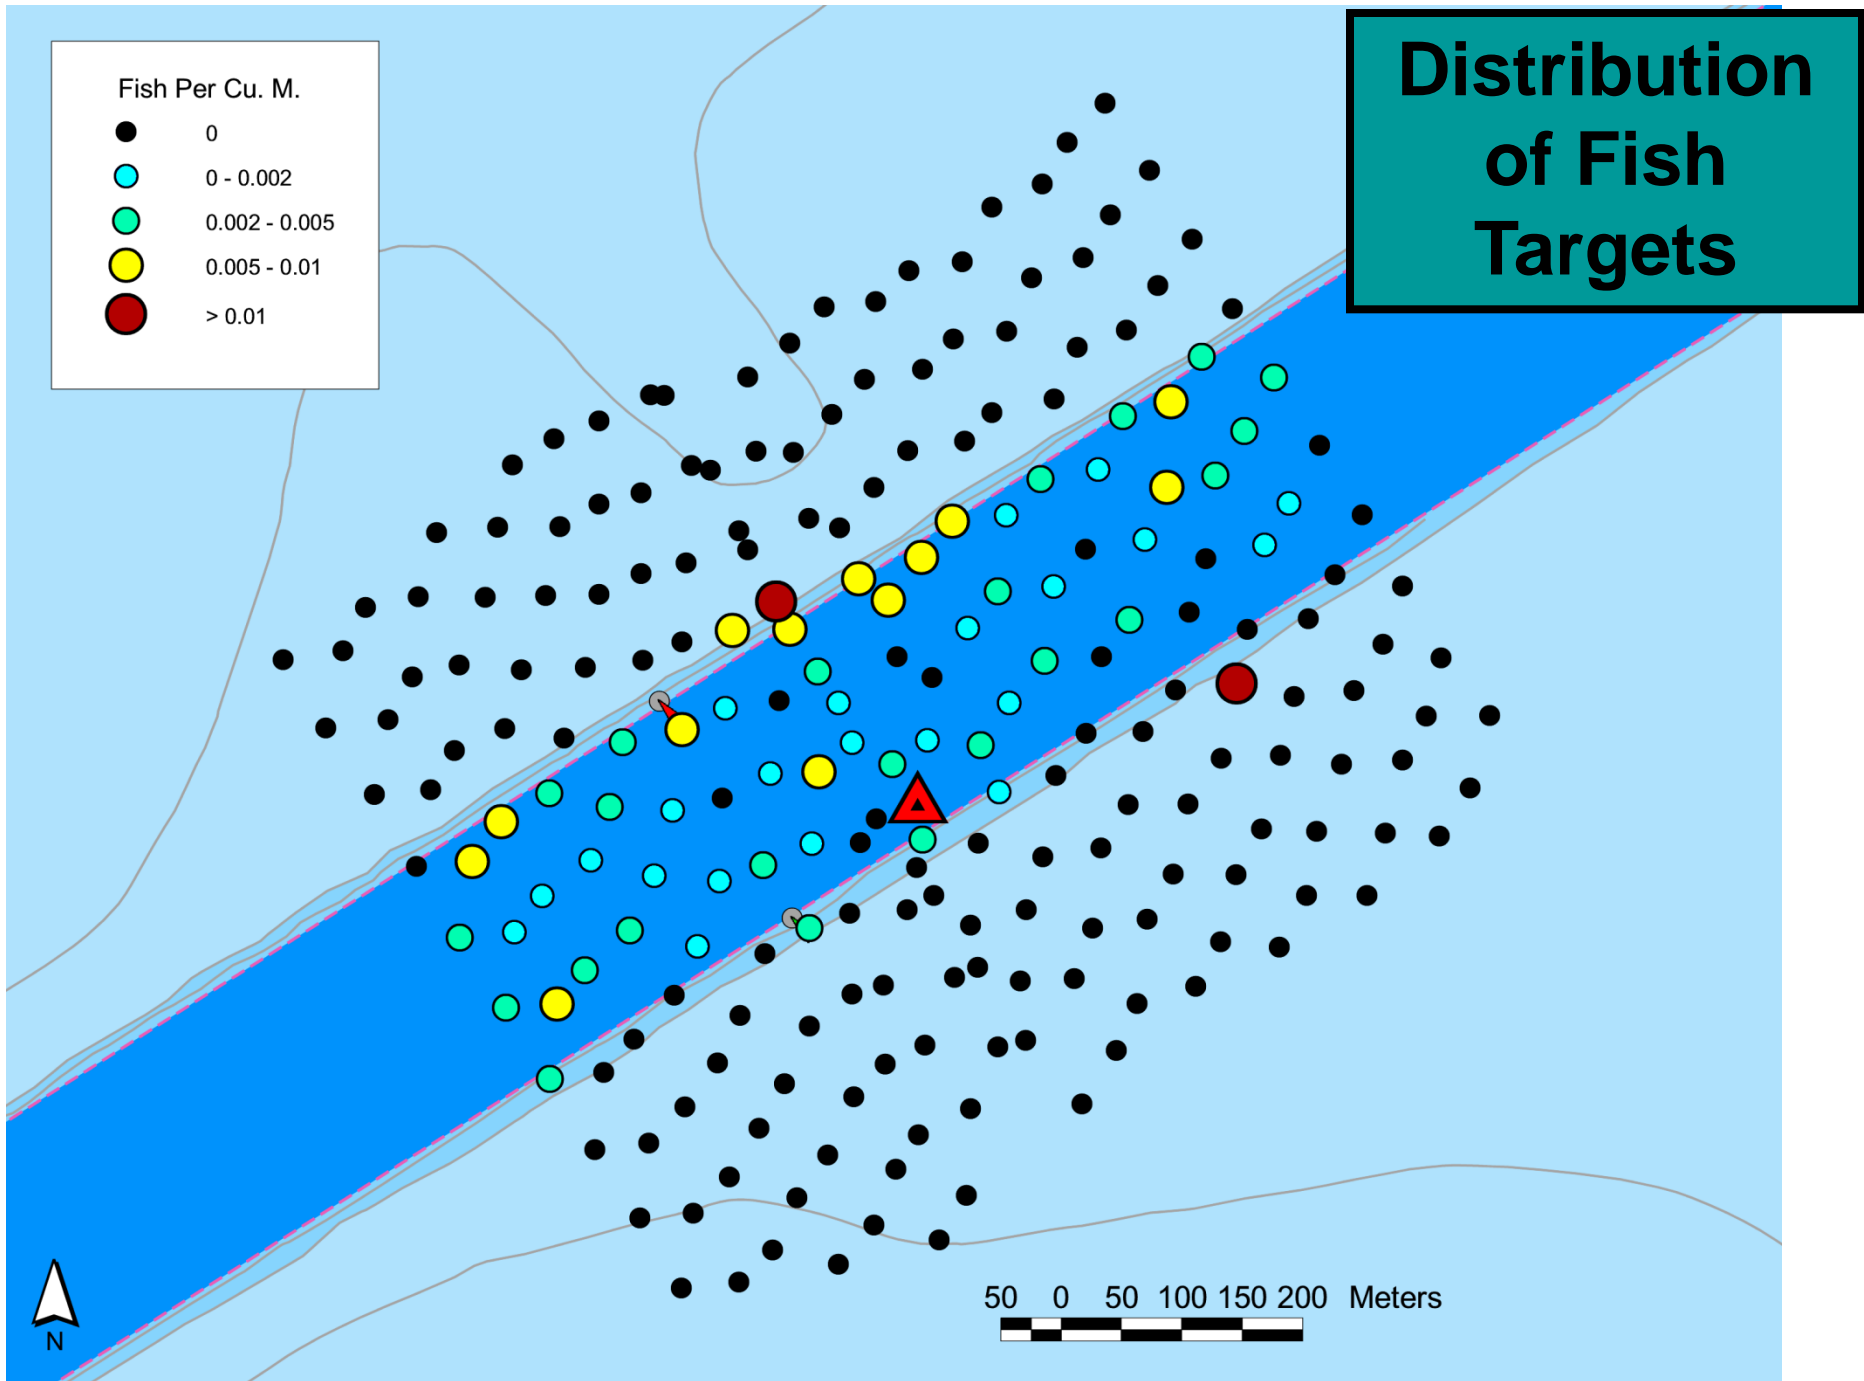 Distribution
of Fish
Targets
Fish Per Cu. M.
0
0 - 0.002
0.002 - 0.005
0.005 - 0.01
> 0.01
N
50 0 50 100 150 200 Meters